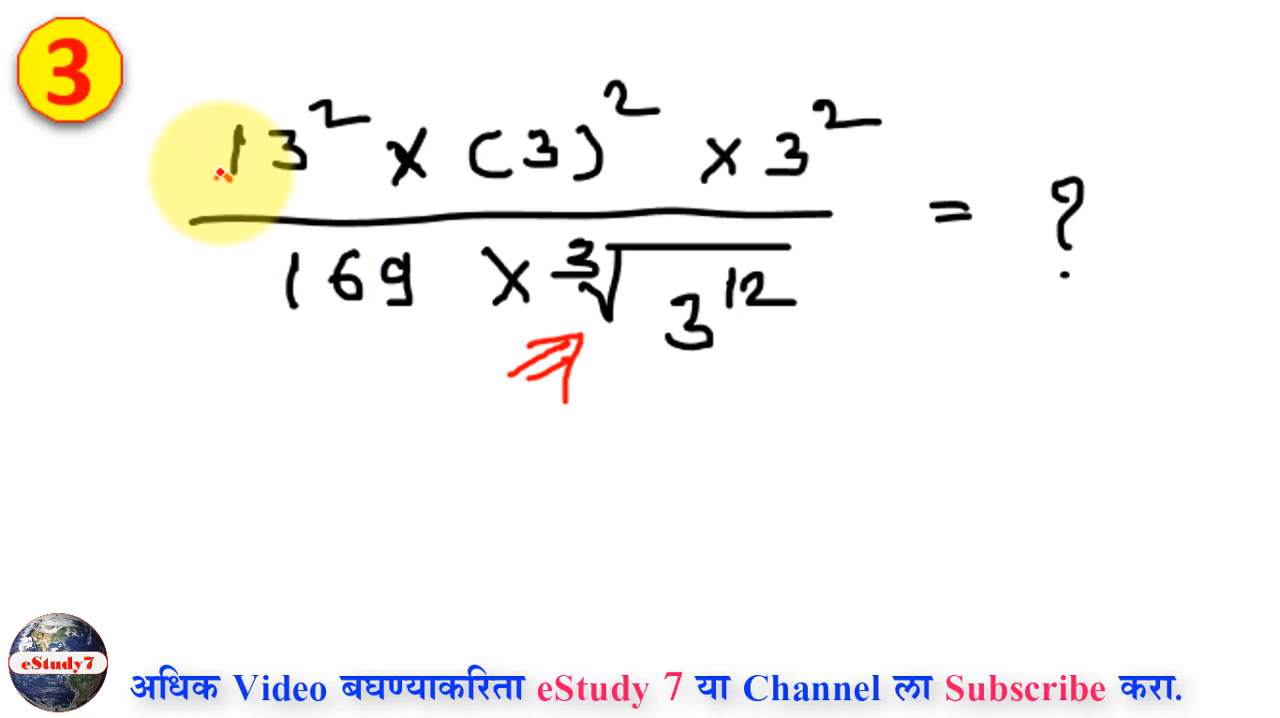 3
13² × (3)² × 3²
169 × ∛3¹² = ?
eStudy7
अधिक Video बघण्याकरिता eStudy 7 या Channel ला Subscribe करा.